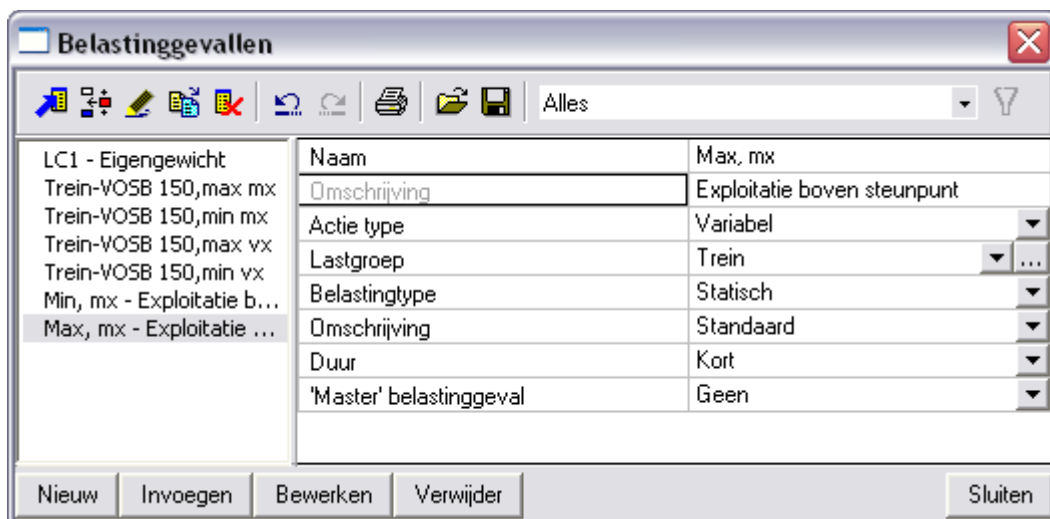 Belastinggevallen
Alles
LC1 - Eigengewicht
Trein-VOSB 150,max mx
Trein-VOSB 150,min mx
Trein-VOSB 150,max vx
Trein-VOSB 150,min vx
Min, mx - Exploitatie b...
Max, mx - Exploitatie ...
Naam Max, mx
Omschrijving Exploitatie boven steunpunt
Actie type Variabel
Lastgroep Trein ...
Belastingtype Statisch
Omschrijving Standaard
Duur Kort
'Master' belastinggeval Geen
Nieuw Invoegen Bewerken Verwijder Sluiten